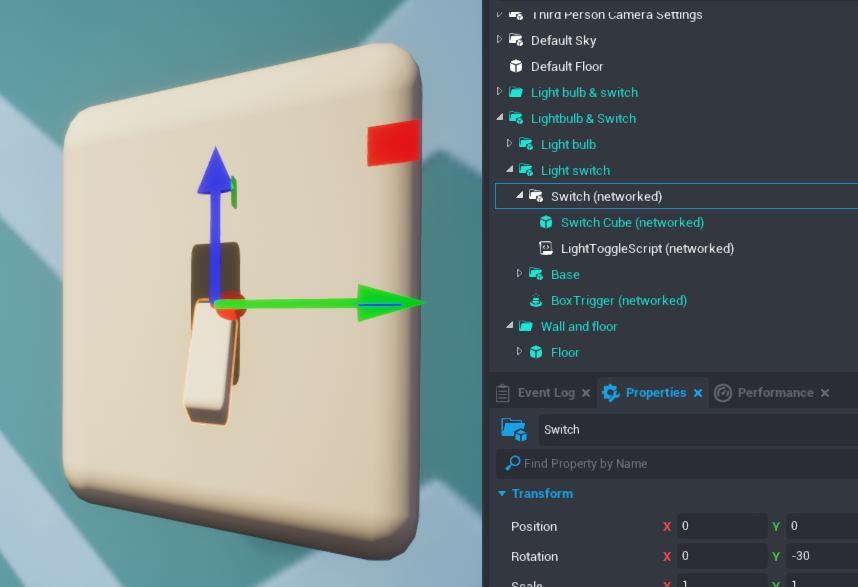 Third Person Camera Settings
Default Sky
Default Floor
Light bulb & switch
Lightbulb & Switch
Light bulb
Light switch
Switch (networked)
Switch Cube (networked)
LightToggleScript (networked)
Base
BoxTrigger (networked)
Wall and floor
Floor
Event Log Properties Performance
Switch
Find Property by Name
Transform
Position X 0 Y 0
Rotation X 0 Y -30
Scale X 1 Y 1